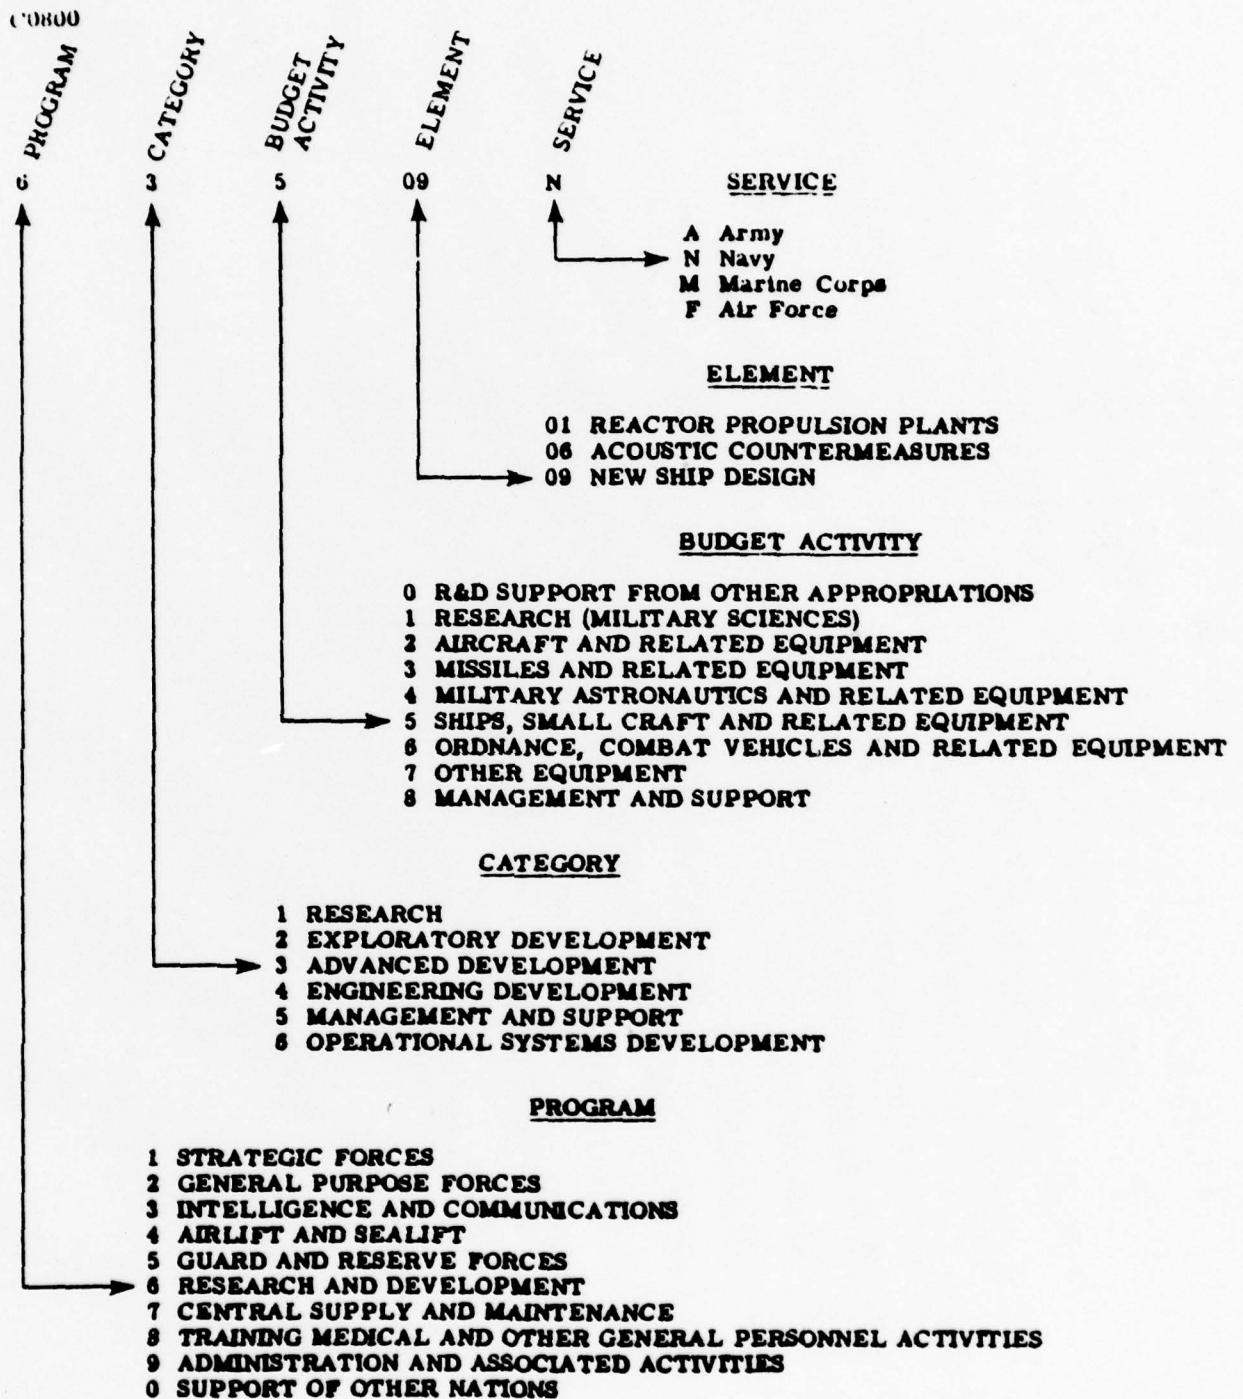 C0800
PROGRAM
CATEGORY
BUDGET
ACTIVITY
ELEMENT
SERVICE
6 3 5 09 N
SERVICE
A Army
N Navy
M Marine Corps
F Air Force
ELEMENT
01 REACTOR PROPULSION PLANTS
06 ACOUSTIC COUNTERMEASURES
09 NEW SHIP DESIGN
BUDGET ACTIVITY
0 R&D SUPPORT FROM OTHER APPROPRIATIONS
1 RESEARCH (MILITARY SCIENCES)
2 AIRCRAFT AND RELATED EQUIPMENT
3 MISSILES AND RELATED EQUIPMENT
4 MILITARY ASTRONAUTICS AND RELATED EQUIPMENT
5 SHIPS, SMALL CRAFT AND RELATED EQUIPMENT
6 ORDNANCE, COMBAT VEHICLES AND RELATED EQUIPMENT
7 OTHER EQUIPMENT
8 MANAGEMENT AND SUPPORT
CATEGORY
1 RESEARCH
2 EXPLORATORY DEVELOPMENT
3 ADVANCED DEVELOPMENT
4 ENGINEERING DEVELOPMENT
5 MANAGEMENT AND SUPPORT
6 OPERATIONAL SYSTEMS DEVELOPMENT
PROGRAM
1 STRATEGIC FORCES
2 GENERAL PURPOSE FORCES
3 INTELLIGENCE AND COMMUNICATIONS
4 AIRLIFT AND SEALIFT
5 GUARD AND RESERVE FORCES
6 RESEARCH AND DEVELOPMENT
7 CENTRAL SUPPLY AND MAINTENANCE
8 TRAINING MEDICAL AND OTHER GENERAL PERSONNEL ACTIVITIES
9 ADMINISTRATION AND ASSOCIATED ACTIVITIES
0 SUPPORT OF OTHER NATIONS